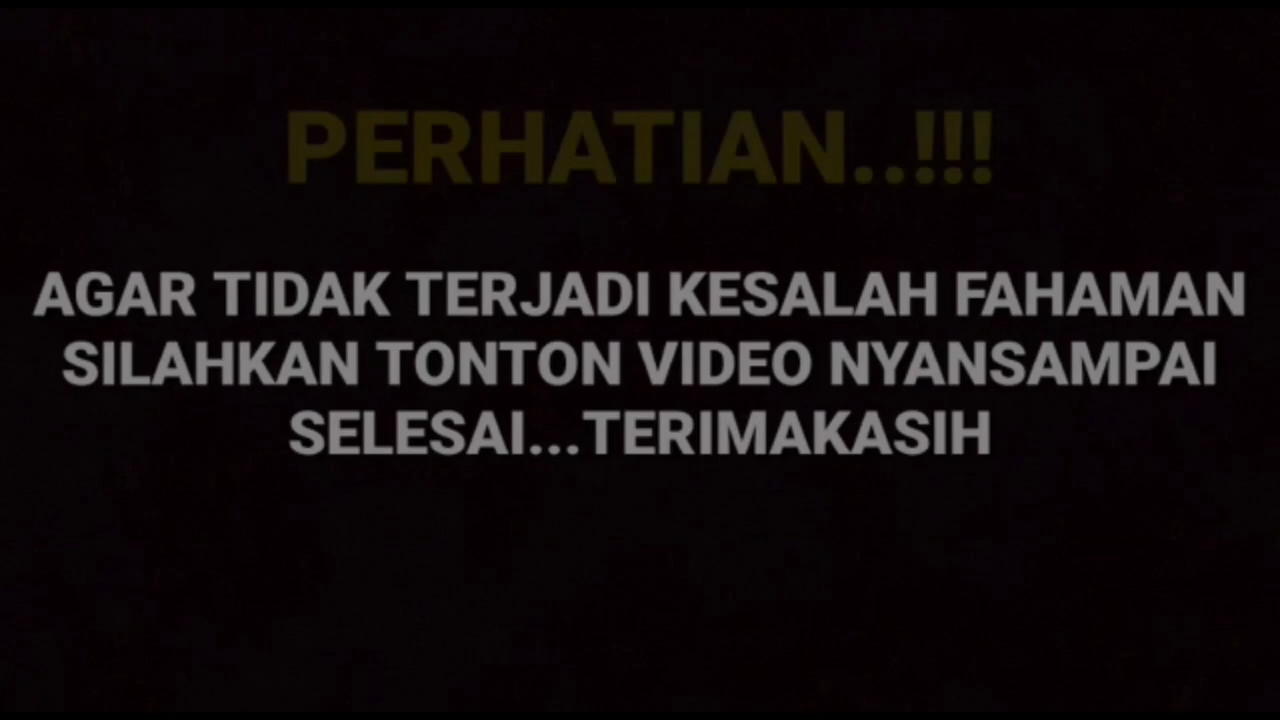 PERHATIAN..!!!
AGAR TIDAK TERJADI KESALAH FAHAMAN
SILAHKAN TONTON VIDEO NYANSAMPAI
SELESAI...TERIMAKASIH